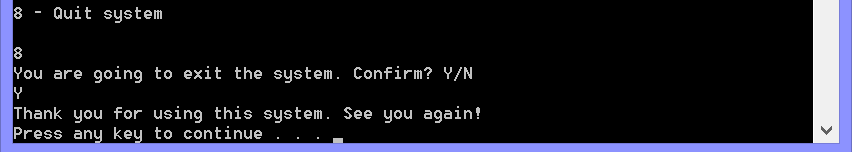 8 - Quit system
8
You are going to exit the system. Confirm? Y/N
Y
Thank you for using this system. See you again!
Press any key to continue . . .